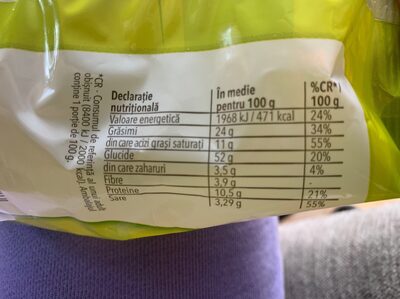 *CR - Consumul de referință al unui adult
obișnuit (8400 kJ / 2000 kcal). Ambalajul
conține 1 porție de 100 g.
Declarație nutritională În medie pentru 100 g %CR*) 100 g
Valoare energetică 1968 kJ / 471 kcal 24%
Grăsimi 24 g 34%
din care acizi grași saturați 11 g 55%
Glucide 52 g 20%
din care zaharuri 3,5 g 4%
Fibre 3,9 g -
Proteine 10,5 g 21%
Sare 3,29 g 55%